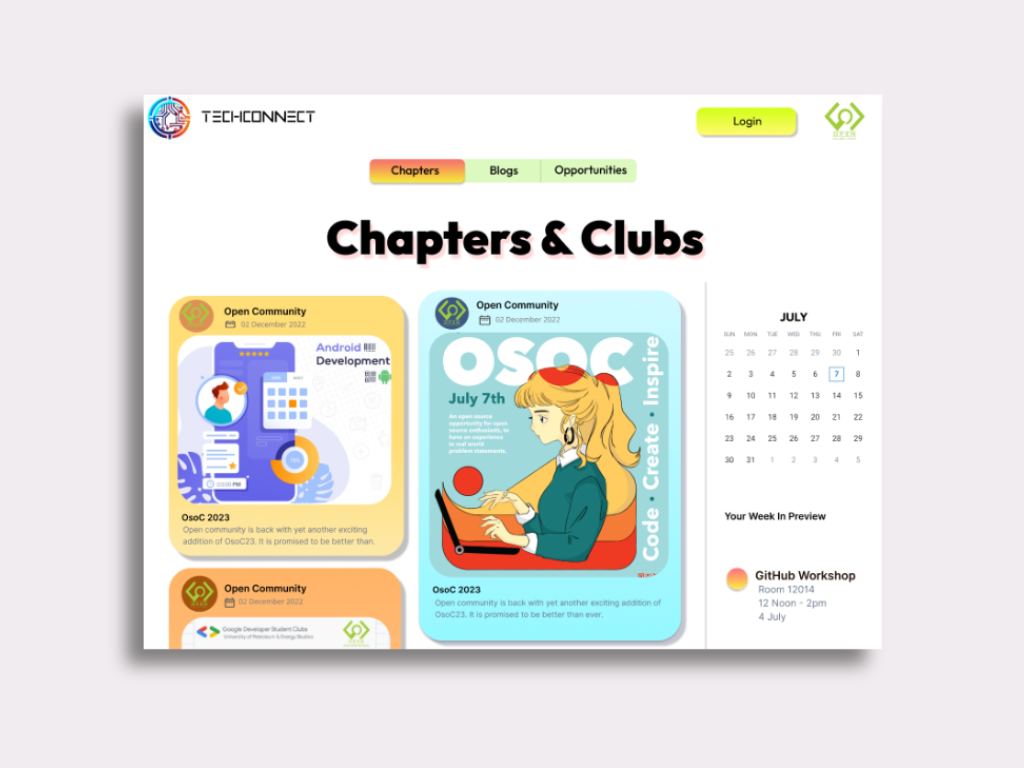 TECHCONNECT
Login
OPEN
Chapters
Blogs
Opportunities
Chapters & Clubs
Open Community
02 December 2022
Android
Development
12:00 PM
OsoC 2023
Open community is back with yet another exciting
addition of OsoC23. It is promised to be better than.
Open Community
02 December 2022
Google Developer Student Clubs
University of Petroleum & Energy Studies
Open Community
02 December 2022
OSOC
July 7th
An open source
opportunity for open
source enthusiasts, to
have an experience
in real world
problem statements.
Code • Create • Inspire
OsoC 2023
Open community is back with yet another exciting addition of
OsoC23. It is promised to be better than ever.
JULY
SUN MON TUE WED THU FRI SAT
25 26 27 28 29 30 1
2 3 4 5 6 7 8
9 10 11 12 13 14 15
16 17 18 19 20 21 22
23 24 25 26 27 28 29
30 31 1 2 3 4 5
Your Week In Preview
GitHub Workshop
Room 12014
12 Noon - 2pm
4 July